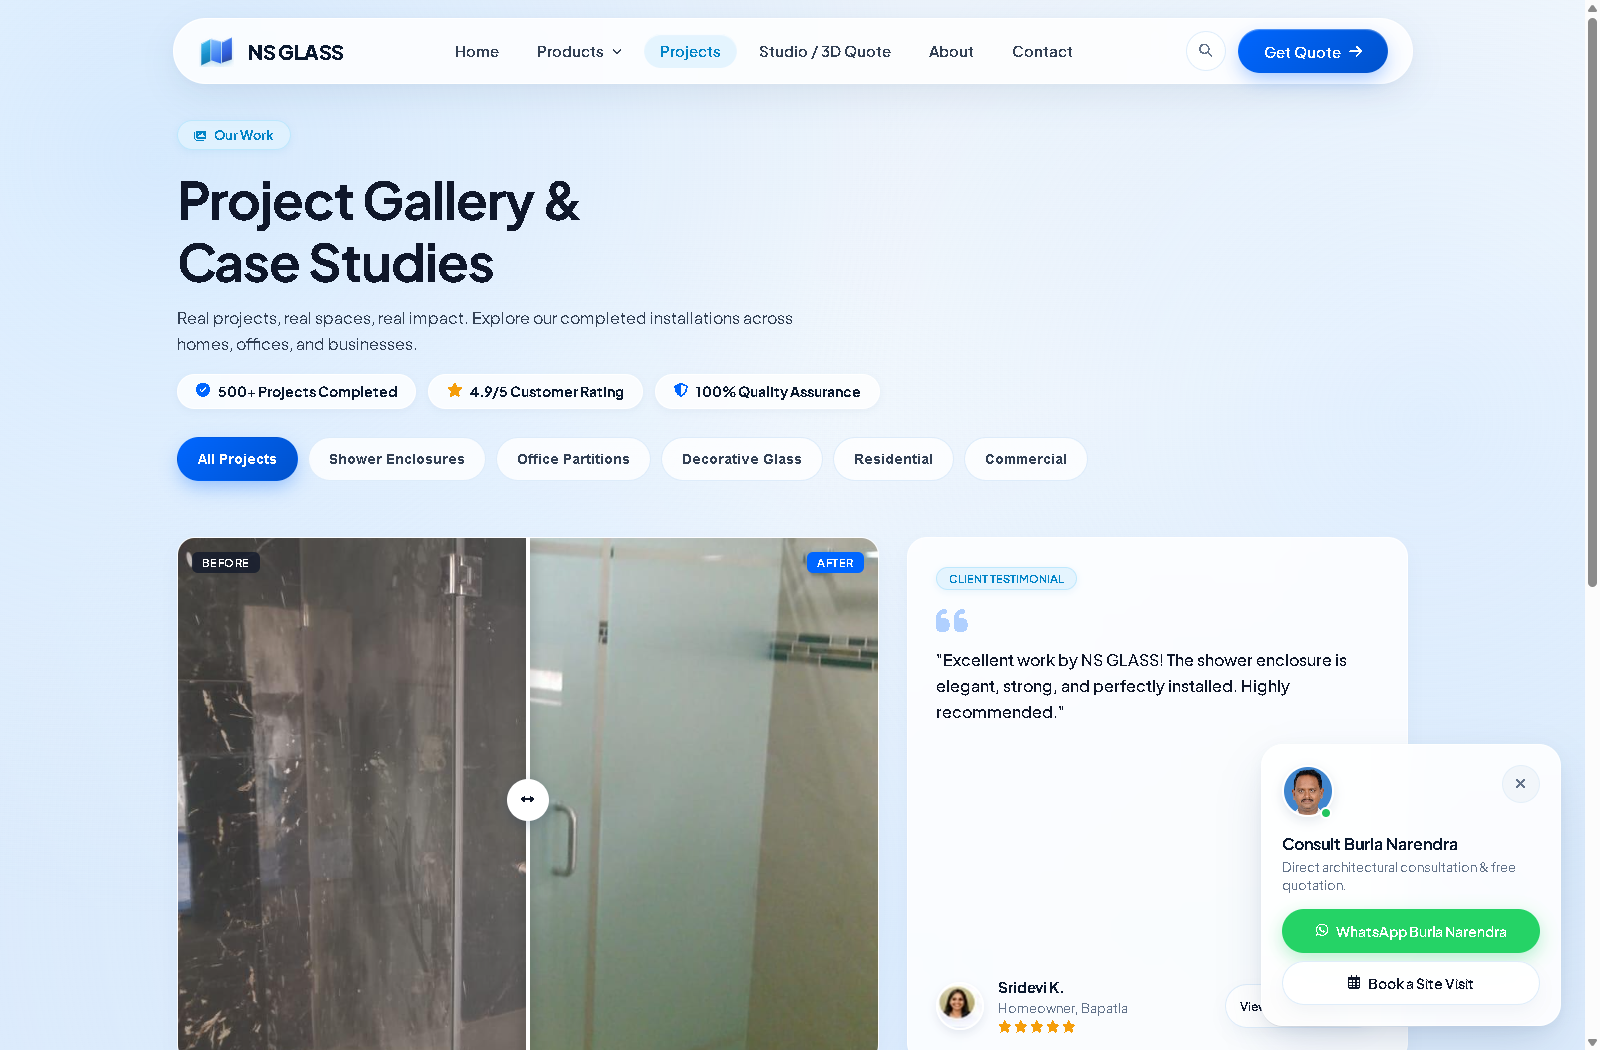 NS GLASS
Home
Products
Projects
Studio / 3D Quote
About
Contact
Get Quote
Our Work
Project Gallery &
Case Studies
Real projects, real spaces, real impact. Explore our completed installations across
homes, offices, and businesses.
500+ Projects Completed
4.9/5 Customer Rating
100% Quality Assurance
All Projects
Shower Enclosures
Office Partitions
Decorative Glass
Residential
Commercial
BEFORE
AFTER
CLIENT TESTIMONIAL
"Excellent work by NS GLASS! The shower enclosure is
elegant, strong, and perfectly installed. Highly
recommended."
Sridevi K.
Homeowner, Bapatla
Consult Burla Narendra
Direct architectural consultation & free
quotation.
WhatsApp Burla Narendra
Book a Site Visit